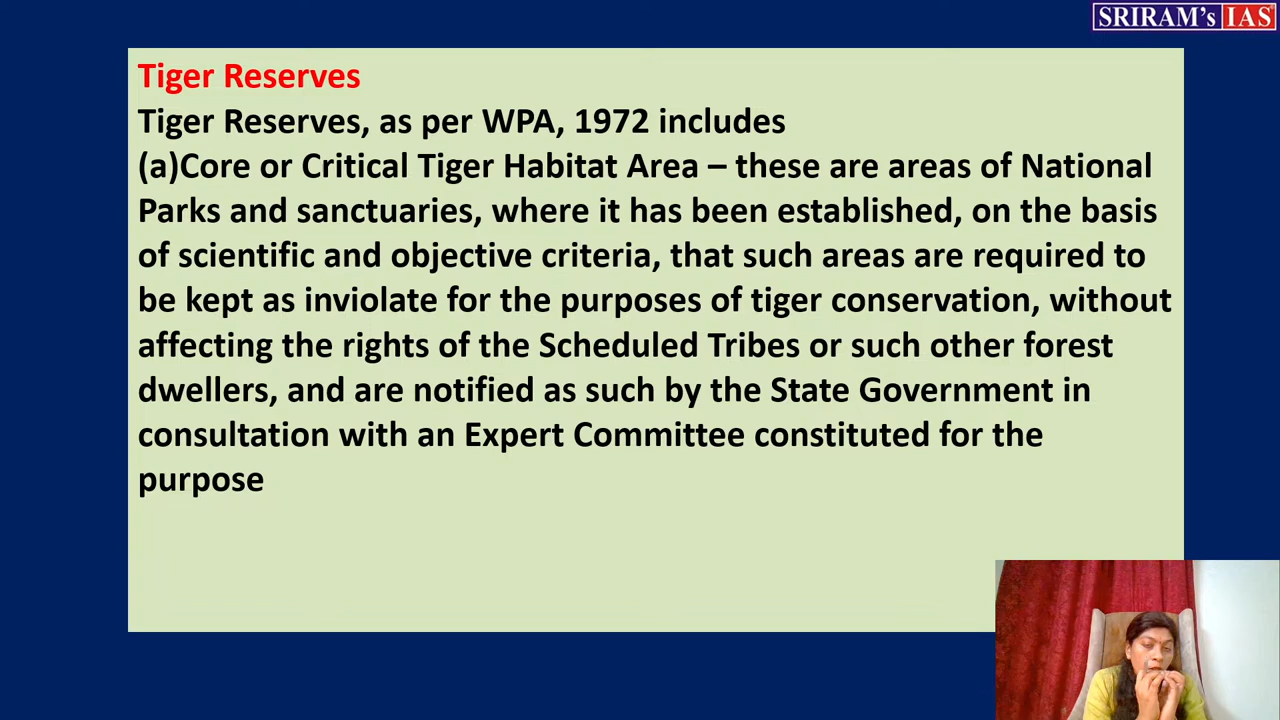 SRIRAM's IAS
Tiger Reserves
Tiger Reserves, as per WPA, 1972 includes
(a)Core or Critical Tiger Habitat Area – these are areas of National
Parks and sanctuaries, where it has been established, on the basis
of scientific and objective criteria, that such areas are required to
be kept as inviolate for the purposes of tiger conservation, without
affecting the rights of the Scheduled Tribes or such other forest
dwellers, and are notified as such by the State Government in
consultation with an Expert Committee constituted for the
purpose